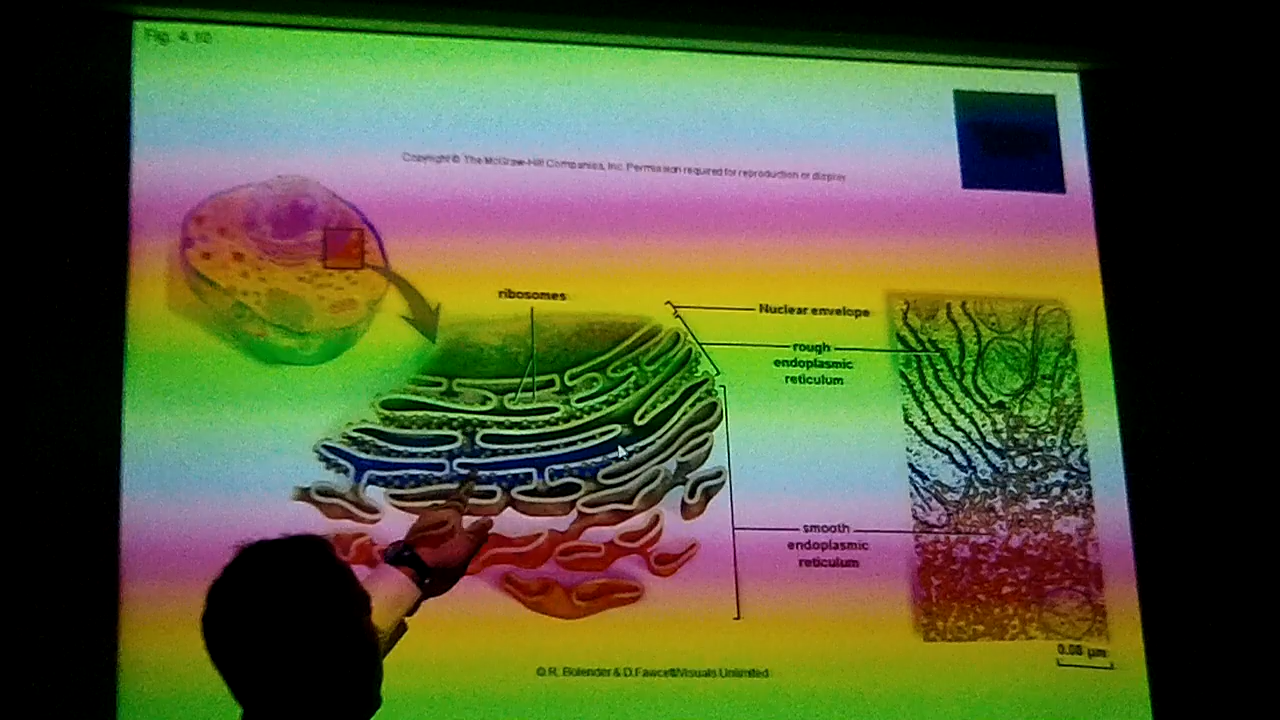 Fig. 4.10
Copyright © The McGraw-Hill Companies, Inc. Permission required for reproduction or display
ribosomes
Nuclear envelope
rough
endoplasmic
reticulum
smooth
endoplasmic
reticulum
0.08 µm
© R. Bolender & D.Fawcett/Visuals Unlimited